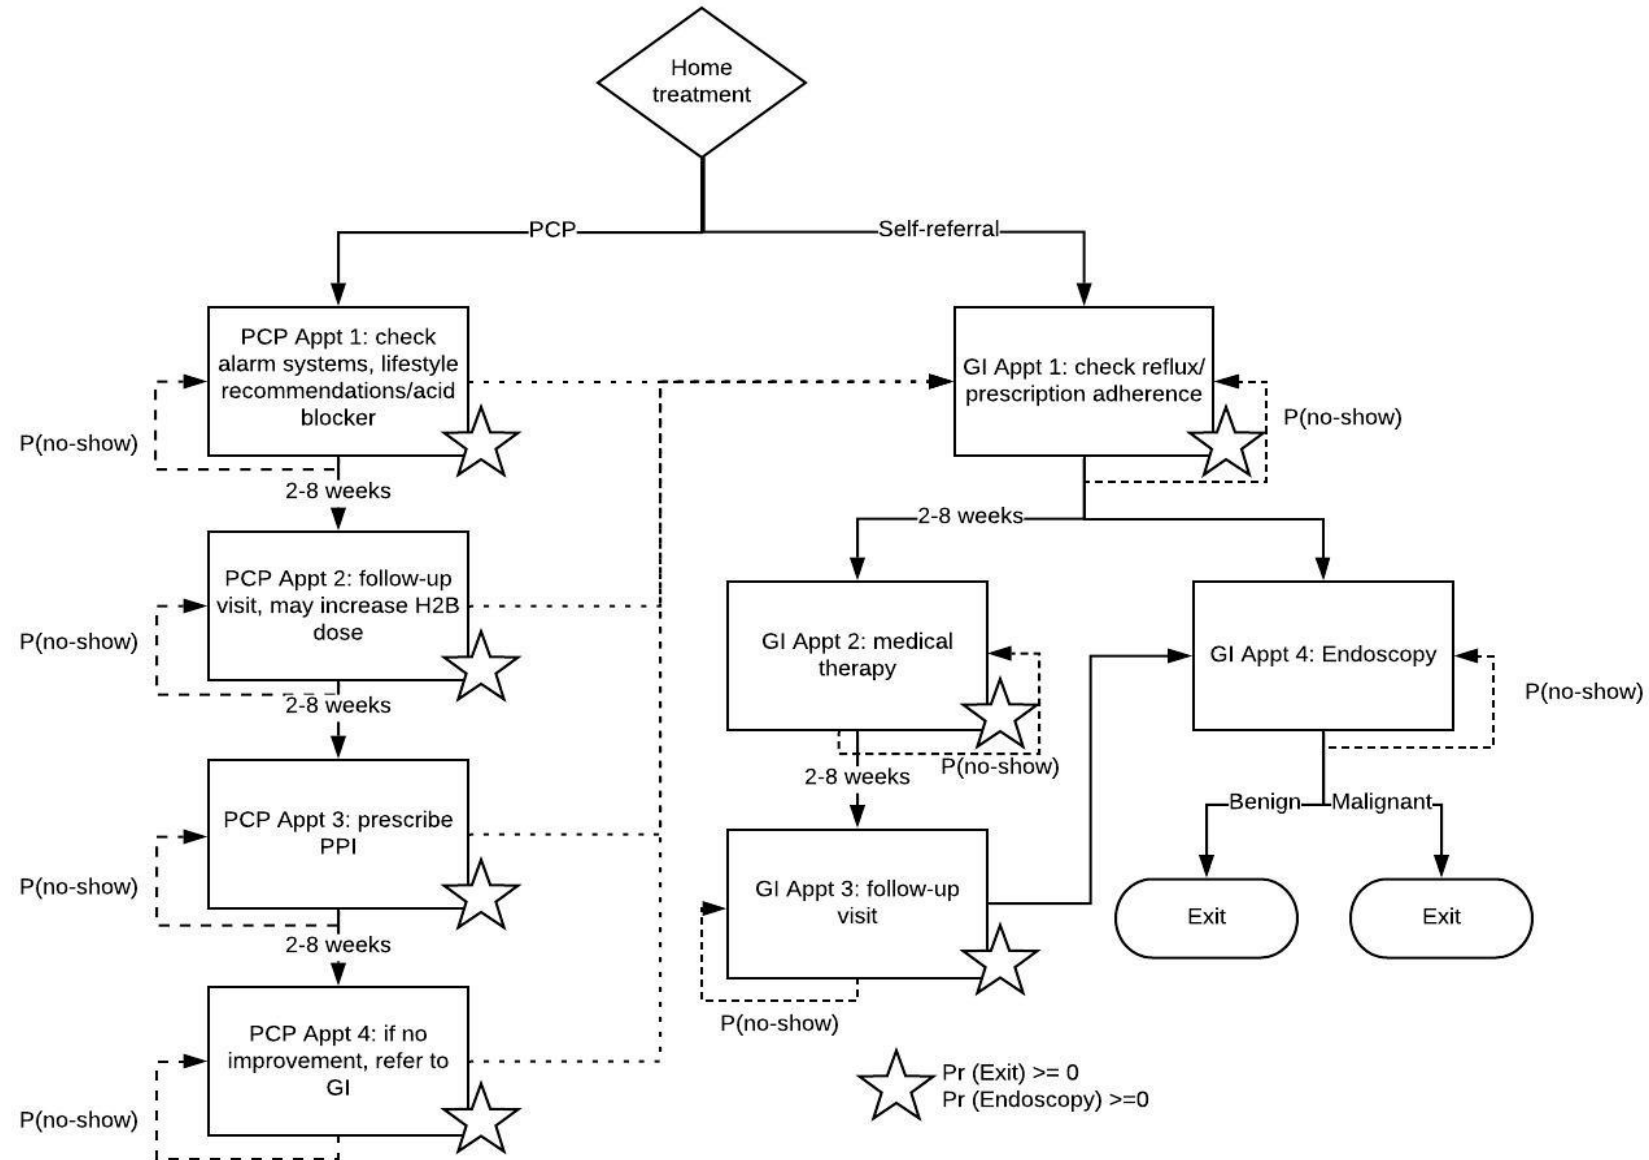 Home
treatment
PCP
Self-referral
PCP Appt 1: check
alarm systems, lifestyle
recommendations/acid
blocker
P(no-show)
2-8 weeks
GI Appt 1: check reflux/
prescription adherence
P(no-show)
2-8 weeks
PCP Appt 2: follow-up
visit, may increase H2B
dose
P(no-show)
2-8 weeks
GI Appt 2: medical
therapy
P(no-show)
2-8 weeks
GI Appt 4: Endoscopy
P(no-show)
Benign
Malignant
PCP Appt 3: prescribe
PPI
P(no-show)
2-8 weeks
GI Appt 3: follow-up
visit
P(no-show)
Exit
Exit
PCP Appt 4: if no
improvement, refer to
GI
P(no-show)
Pr (Exit) >= 0
Pr (Endoscopy) >=0